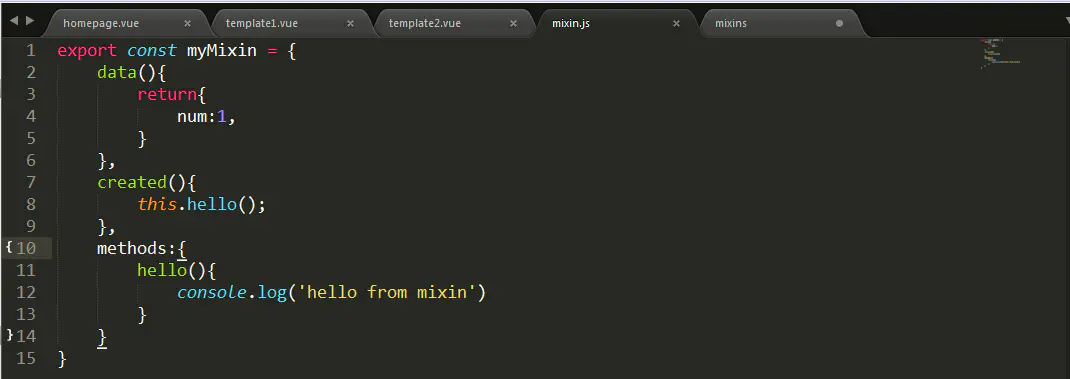 homepage.vue × template1.vue × template2.vue × mixin.js × mixins
1 export const myMixin = {
2 data(){
3 return{
4 num:1,
5 }
6 },
7 created(){
8 this.hello();
9 },
{10 methods:{
11 hello(){
12 console.log('hello from mixin')
13 }
}14 }
15 }